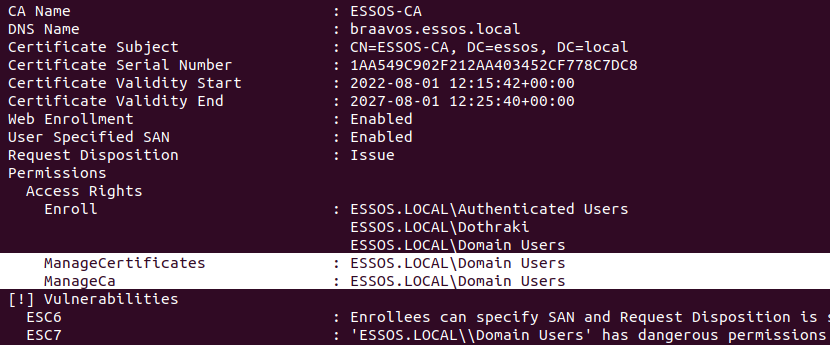 CA Name : ESSOS-CA
DNS Name : braavos.essos.local
Certificate Subject : CN=ESSOS-CA, DC=essos, DC=local
Certificate Serial Number : 1AA549C902F212AA403452CF778C7DC8
Certificate Validity Start : 2022-08-01 12:15:42+00:00
Certificate Validity End : 2027-08-01 12:25:40+00:00
Web Enrollment : Enabled
User Specified SAN : Enabled
Request Disposition : Issue
Permissions
Access Rights
Enroll : ESSOS.LOCAL\Authenticated Users
ESSOS.LOCAL\Dothraki
ESSOS.LOCAL\Domain Users
ManageCertificates : ESSOS.LOCAL\Domain Users
ManageCa : ESSOS.LOCAL\Domain Users
[!] Vulnerabilities
ESC6 : Enrollees can specify SAN and Request Disposition is
ESC7 : 'ESSOS.LOCAL\\Domain Users' has dangerous permissions